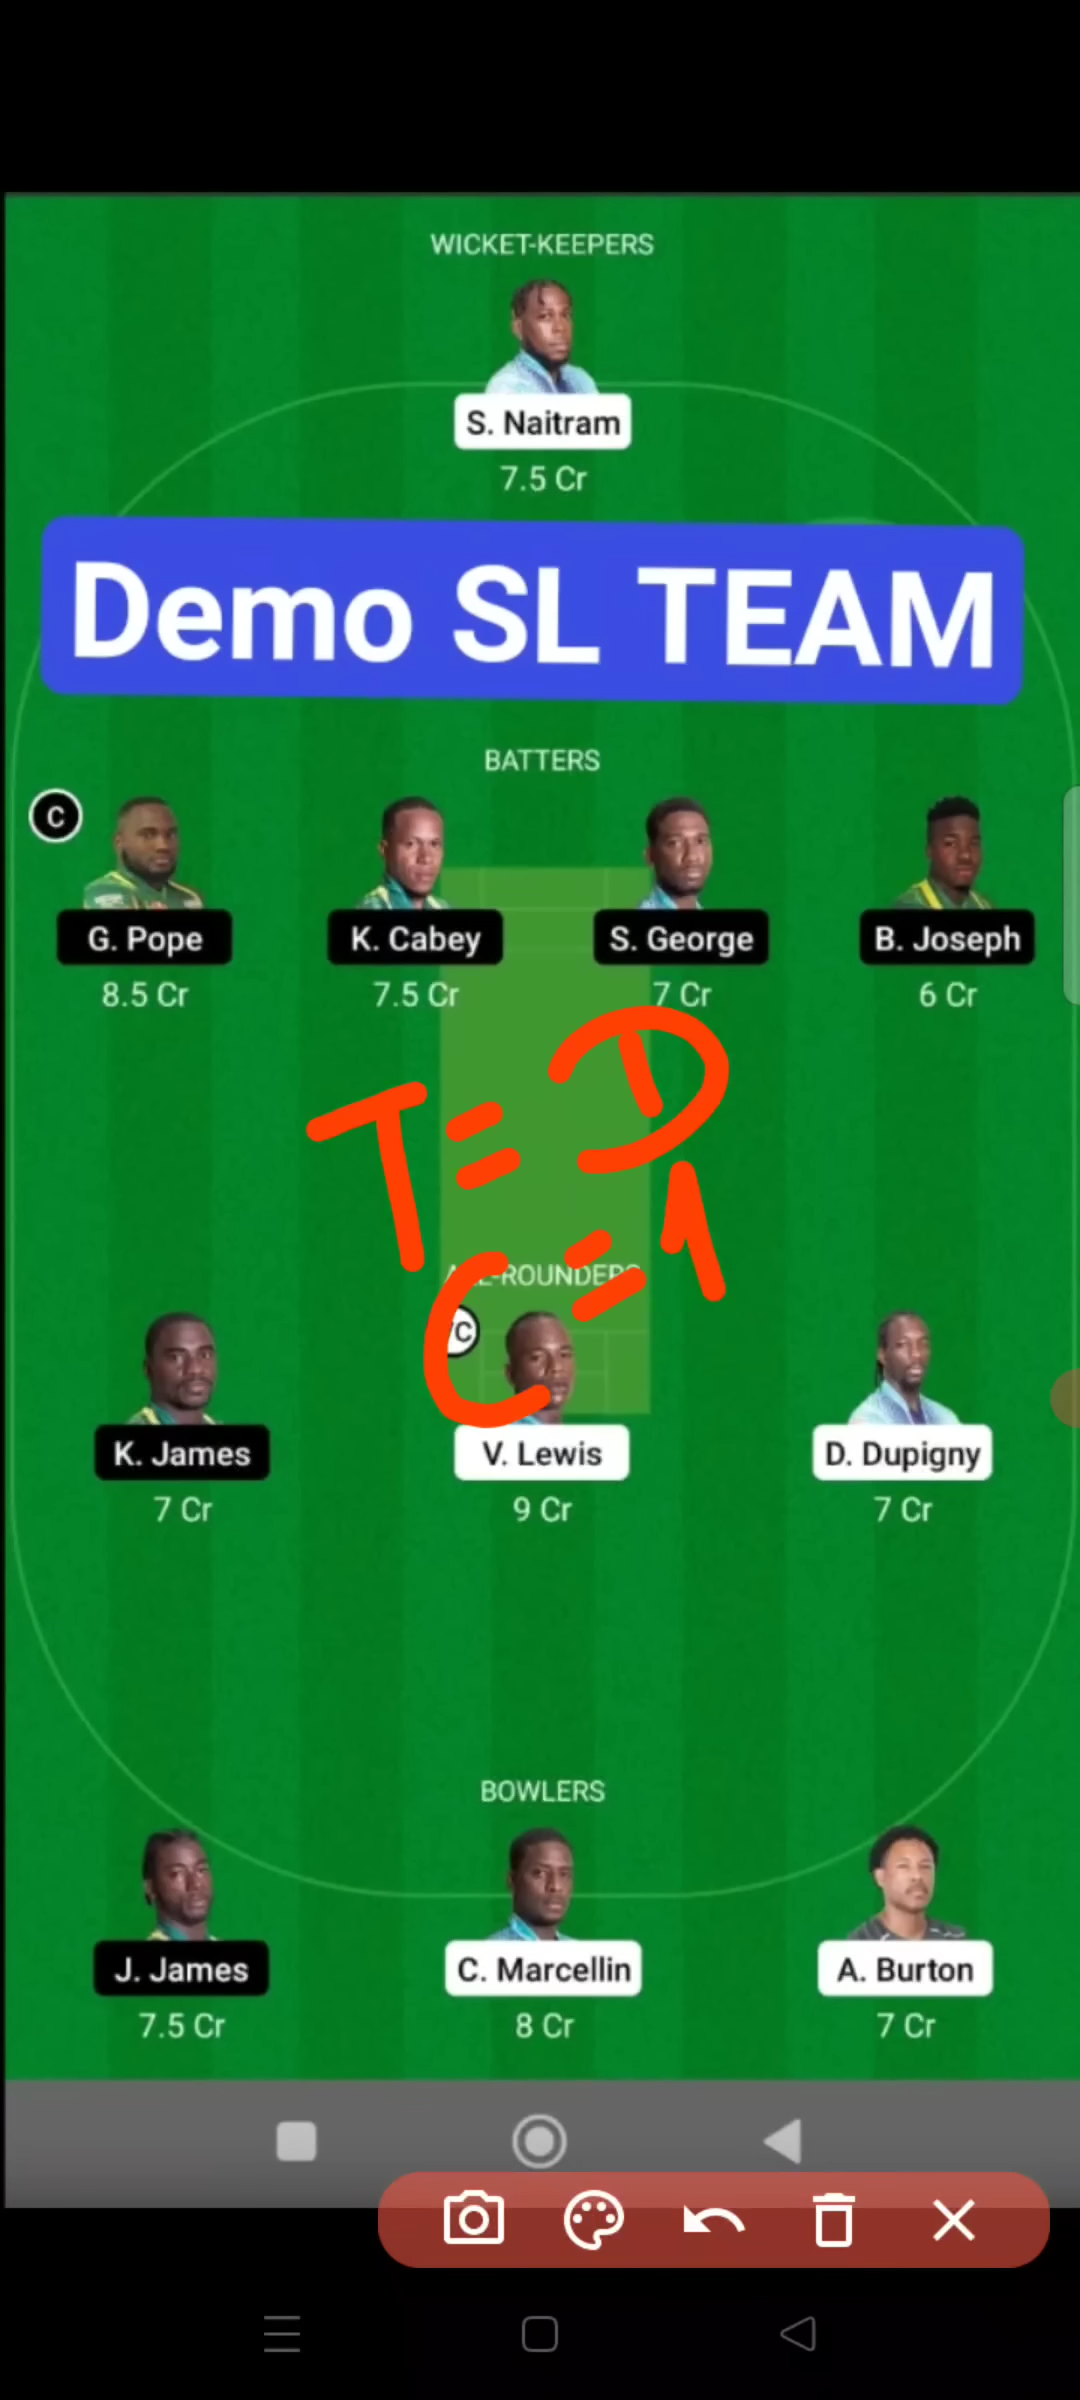 WICKET-KEEPERS
S. Naitram
7.5 Cr
Demo SL TEAM
BATTERS
C
G. Pope K. Cabey S. George B. Joseph
8.5 Cr 7.5 Cr 7 Cr 6 Cr
T = D
C = 1
ALL-ROUNDERS
VC
K. James V. Lewis D. Dupigny
7 Cr 9 Cr 7 Cr
BOWLERS
J. James C. Marcellin A. Burton
7.5 Cr 8 Cr 7 Cr